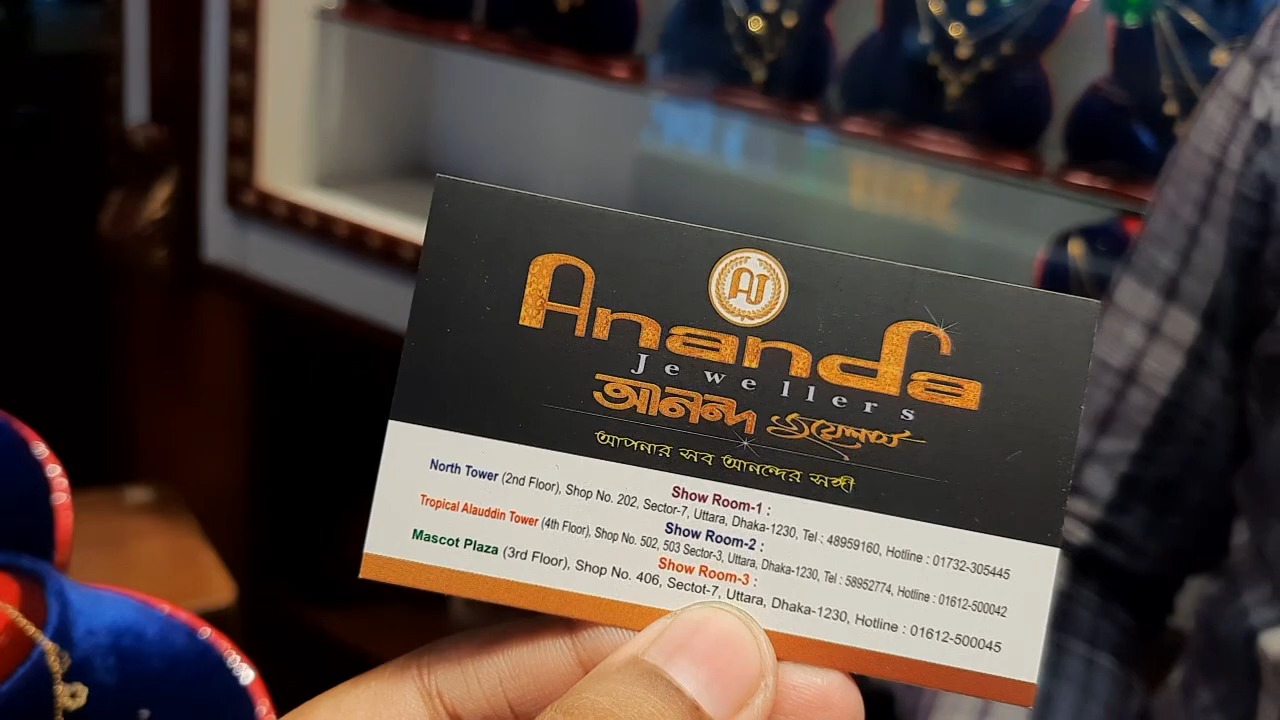 AJ
Ananda
Jewellers
আনন্দ জুয়েলার্স
আপনার সব আনন্দের সঙ্গী
Show Room-1 :
North Tower (2nd Floor), Shop No. 202, Sector-7, Uttara, Dhaka-1230, Tel : 48959160, Hotline : 01732-305445
Show Room-2 :
Tropical Alauddin Tower (4th Floor), Shop No. 502, 503 Sector-3, Uttara, Dhaka-1230, Tel : 58952774, Hotline : 01612-500042
Show Room-3 :
Mascot Plaza (3rd Floor), Shop No. 406, Sectot-7, Uttara, Dhaka-1230, Hotline : 01612-500045